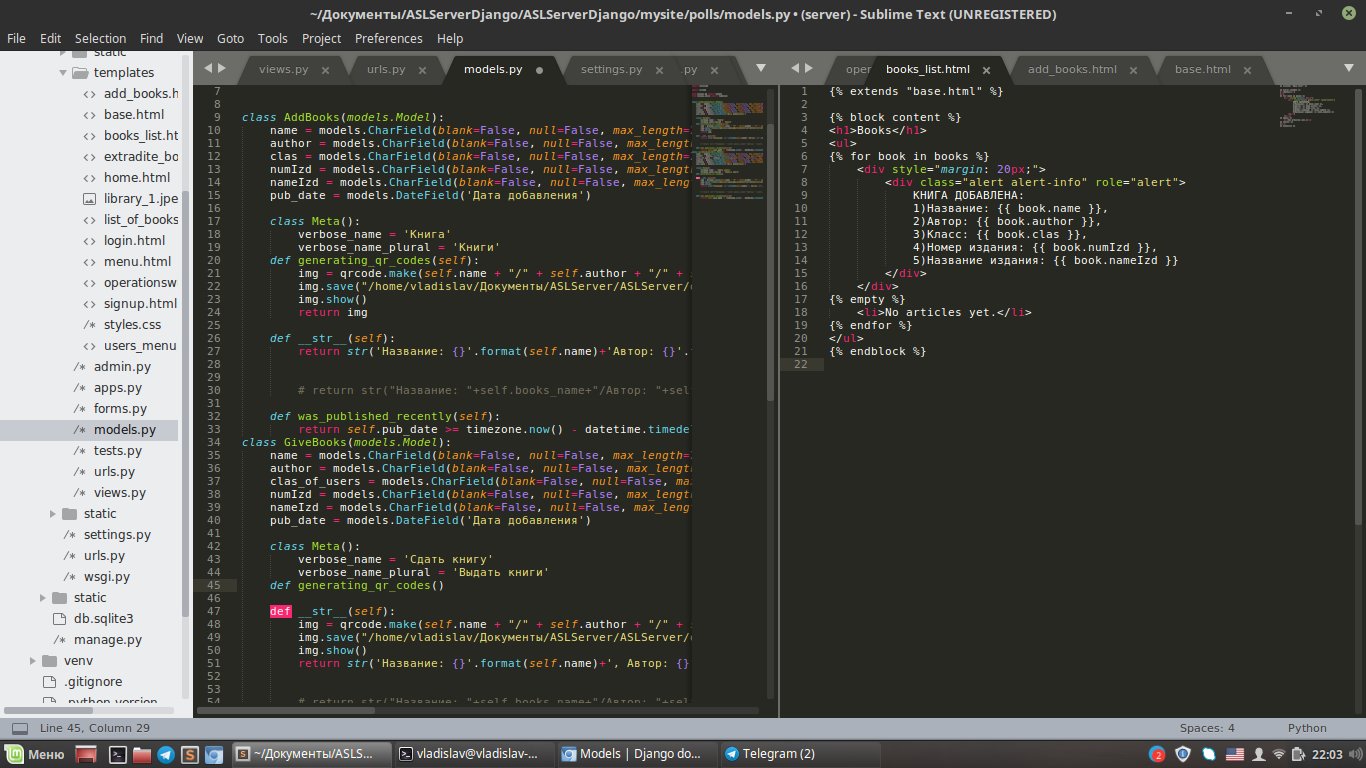 ~/Документы/ASLServerDjango/ASLServerDjango/mysite/polls/models.py • (server) - Sublime Text (UNREGISTERED)
File Edit Selection Find View Goto Tools Project Preferences Help
static
templates
add_books.h
base.html
books_list.ht
extradite_bo
home.html
library_1.jpe
list_of_books
login.html
menu.html
operationsw
signup.html
styles.css
users_menu
admin.py
apps.py
forms.py
models.py
tests.py
urls.py
views.py
static
settings.py
urls.py
wsgi.py
static
db.sqlite3
manage.py
venv
.gitignore
.python-version
views.py urls.py models.py settings.py .py
7
8
9 class AddBooks(models.Model):
10 name = models.CharField(blank=False, null=False, max_length=
11 author = models.CharField(blank=False, null=False, max_lengt
12 clas = models.CharField(blank=False, null=False, max_length=
13 numIzd = models.CharField(blank=False, null=False, max_lengt
14 nameIzd = models.CharField(blank=False, null=False, max_leng
15 pub_date = models.DateField('Дата добавления')
16
17 class Meta():
18 verbose_name = 'Книга'
19 verbose_name_plural = 'Книги'
20 def generating_qr_codes(self):
21 img = qrcode.make(self.name + "/" + self.author + "/" +
22 img.save("/home/vladislav/Документы/ASLServer/ASLServer/
23 img.show()
24 return img
25
26 def __str__(self):
27 return str('Название: {}'.format(self.name)+'Автор: {}'.
28
29
30 # return str("Название: "+self.books_name+"/Автор: "+sel
31
32 def was_published_recently(self):
33 return self.pub_date >= timezone.now() - datetime.timede
34 class GiveBooks(models.Model):
35 name = models.CharField(blank=False, null=False, max_length=
36 author = models.CharField(blank=False, null=False, max_lengt
37 clas_of_users = models.CharField(blank=False, null=False, ma
38 numIzd = models.CharField(blank=False, null=False, max_lengt
39 nameIzd = models.CharField(blank=False, null=False, max_leng
40 pub_date = models.DateField('Дата добавления')
41
42 class Meta():
43 verbose_name = 'Сдать книгу'
44 verbose_name_plural = 'Выдать книги'
45 def generating_qr_codes()
46
47 def __str__(self):
48 img = qrcode.make(self.name + "/" + self.author + "/" +
49 img.save("/home/vladislav/Документы/ASLServer/ASLServer/
50 img.show()
51 return str('Название: {}'.format(self.name)+', Автор: {}
52
53
54 # return str("Название: "+self.books_name+"/Автор: "+sel
oper books_list.html add_books.html base.html
1 {% extends "base.html" %}
2
3 {% block content %}
4 <h1>Books</h1>
5 <ul>
6 {% for book in books %}
7 <div style="margin: 20px;">
8 <div class="alert alert-info" role="alert">
9 КНИГА ДОБАВЛЕНА:
10 1)Название: {{ book.name }},
11 2)Автор: {{ book.author }},
12 3)Класс: {{ book.clas }},
13 4)Номер издания: {{ book.numIzd }},
14 5)Название издания: {{ book.nameIzd }}
15 </div>
16 </div>
17 {% empty %}
18 <li>No articles yet.</li>
19 {% endfor %}
20 </ul>
21 {% endblock %}
22
Line 45, Column 29 Spaces: 4 Python
Меню ~/Документы/ASLS... vladislav@vladislav-... Models | Django do... Telegram (2) 2 22:03